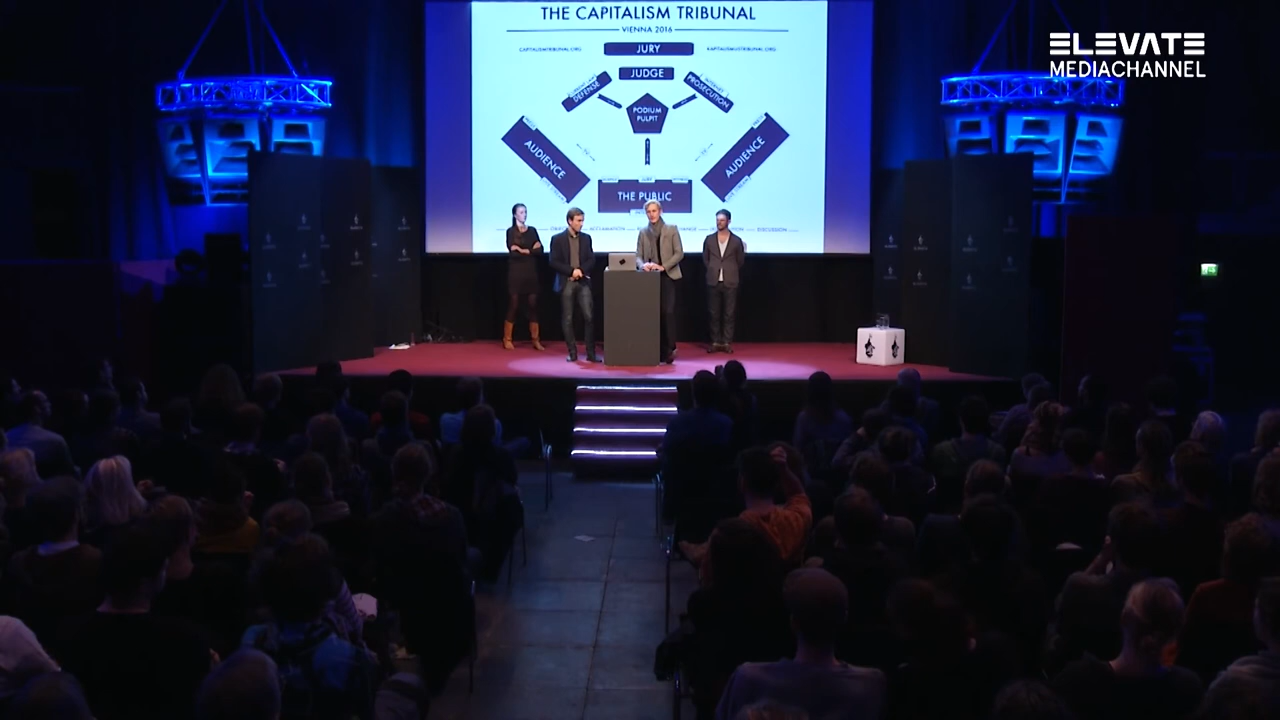 THE CAPITALISM TRIBUNAL
VIENNA 2016
CAPITALISMTRIBUNAL.ORG
JURY
KAPITALISMUSTRIBUNAL.ORG
JUDGE
DEFENSE
PROSECUTION
PODIUM
PULPIT
AUDIENCE
AUDIENCE
THE PUBLIC
DISCUSSION
ELEVATE
MEDIACHANNEL